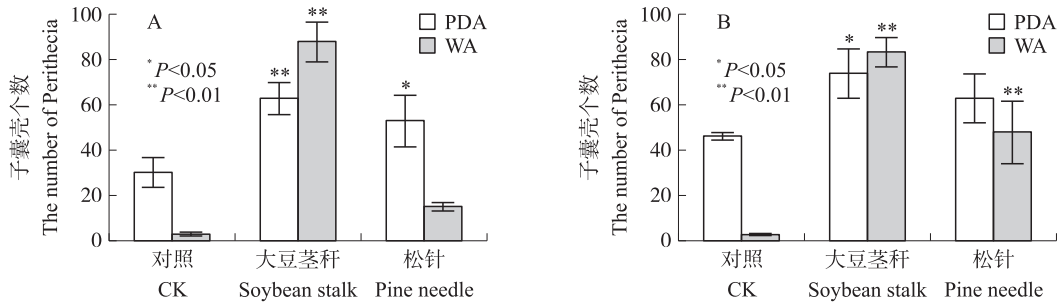 A
PDA
WA
*P<0.05
**P<0.01
100
80
60
40
20
0
子囊壳个数
The number of Perithecia
**
**
*
对照
大豆茎秆
松针
CK
Soybean stalk
Pine needle
B
PDA
WA
*P<0.05
**P<0.01
100
80
60
40
20
0
子囊壳个数
The number of Perithecia
*
**
**
对照
大豆茎秆
松针
CK
Soybean stalk
Pine needle